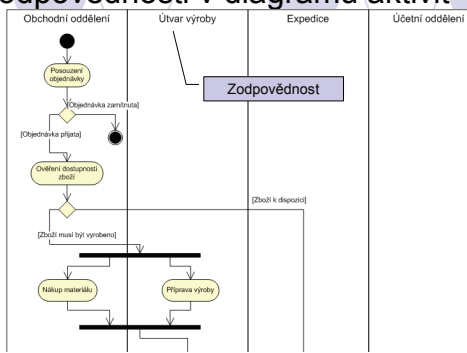 odpovědnosti v diagramu aktivit
Obchodní oddělení
Útvar výroby
Expedice
Účetní oddělení
Posouzení
objednávky
Zodpovědnost
[Objednávka zamítnuta]
[Objednávka přijata]
Ověření dostupnosti
zboží
[Zboží k dispozici]
[Zboží musí být vyrobeno]
Nákup materiálu
Příprava výroby